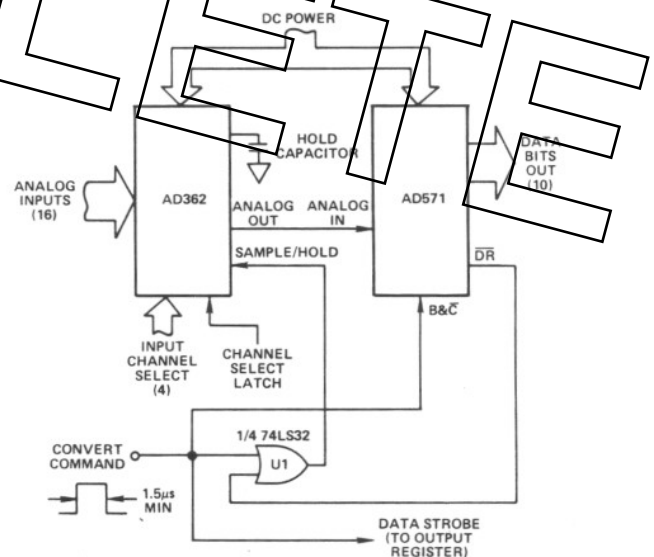 DC POWER
HOLD
CAPACITOR
DATA
BITS
OUT
(10)
ANALOG
INPUTS
(16)
AD362
AD571
ANALOG
OUT
ANALOG
IN
SAMPLE/HOLD
D̅R̅
B&C̅
INPUT
CHANNEL
SELECT
(4)
CHANNEL
SELECT
LATCH
1/4 74LS32
CONVERT
COMMAND
U1
1.5µs
MIN
DATA STROBE
(TO OUTPUT
REGISTER)
LETE